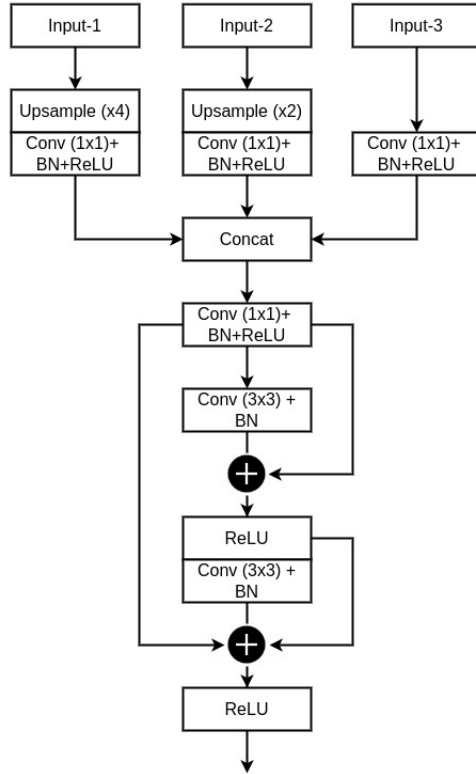 Input-1
Input-2
Input-3
Upsample (x4)
Upsample (x2)
Conv (1x1)+
BN+ReLU
Conv (1x1)+
BN+ReLU
Conv (1x1)+
BN+ReLU
Concat
Conv (1x1)+
BN+ReLU
Conv (3x3) +
BN
ReLU
Conv (3x3) +
BN
ReLU